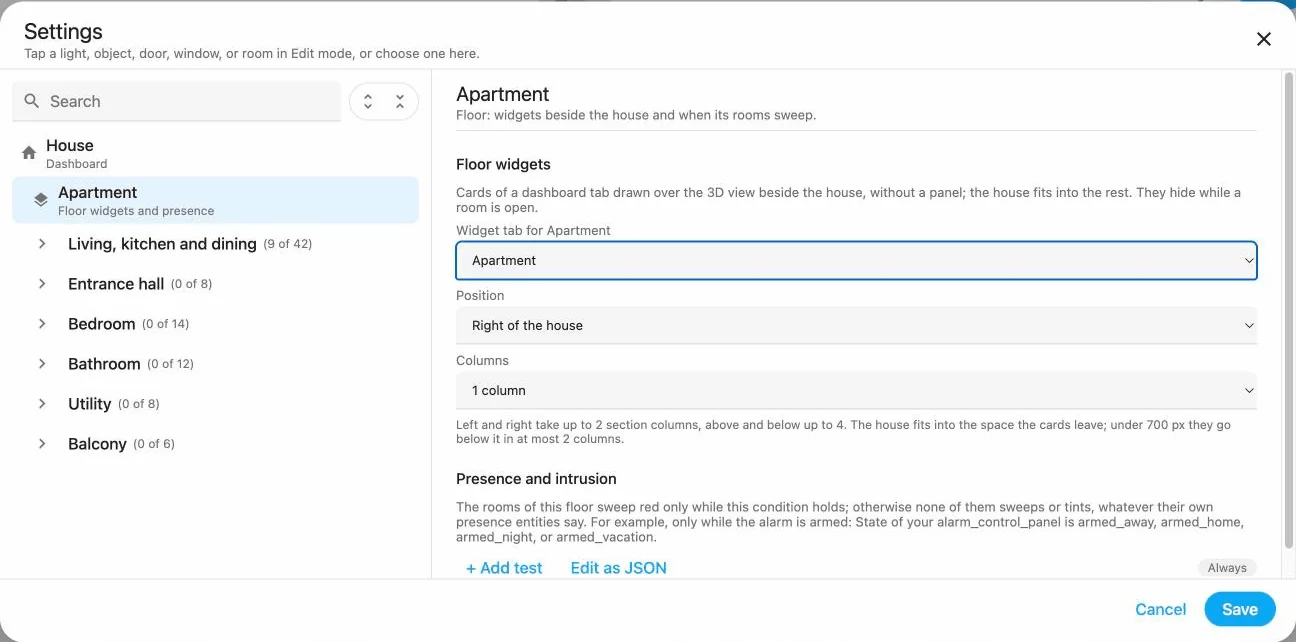 Settings
Tap a light, object, door, window, or room in Edit mode, or choose one here.
Search
House
Dashboard
Apartment
Floor widgets and presence
Living, kitchen and dining (9 of 42)
Entrance hall (0 of 8)
Bedroom (0 of 14)
Bathroom (0 of 12)
Utility (0 of 8)
Balcony (0 of 6)
Apartment
Floor: widgets beside the house and when its rooms sweep.
Floor widgets
Cards of a dashboard tab drawn over the 3D view beside the house, without a panel; the house fits into the rest. They hide while a
room is open.
Widget tab for Apartment
Apartment
Position
Right of the house
Columns
1 column
Left and right take up to 2 section columns, above and below up to 4. The house fits into the space the cards leave; under 700 px they go
below it in at most 2 columns.
Presence and intrusion
The rooms of this floor sweep red only while this condition holds; otherwise none of them sweeps or tints, whatever their own
presence entities say. For example, only while the alarm is armed: State of your alarm_control_panel is armed_away, armed_home,
armed_night, or armed_vacation.
+ Add test Edit as JSON Always
Cancel Save